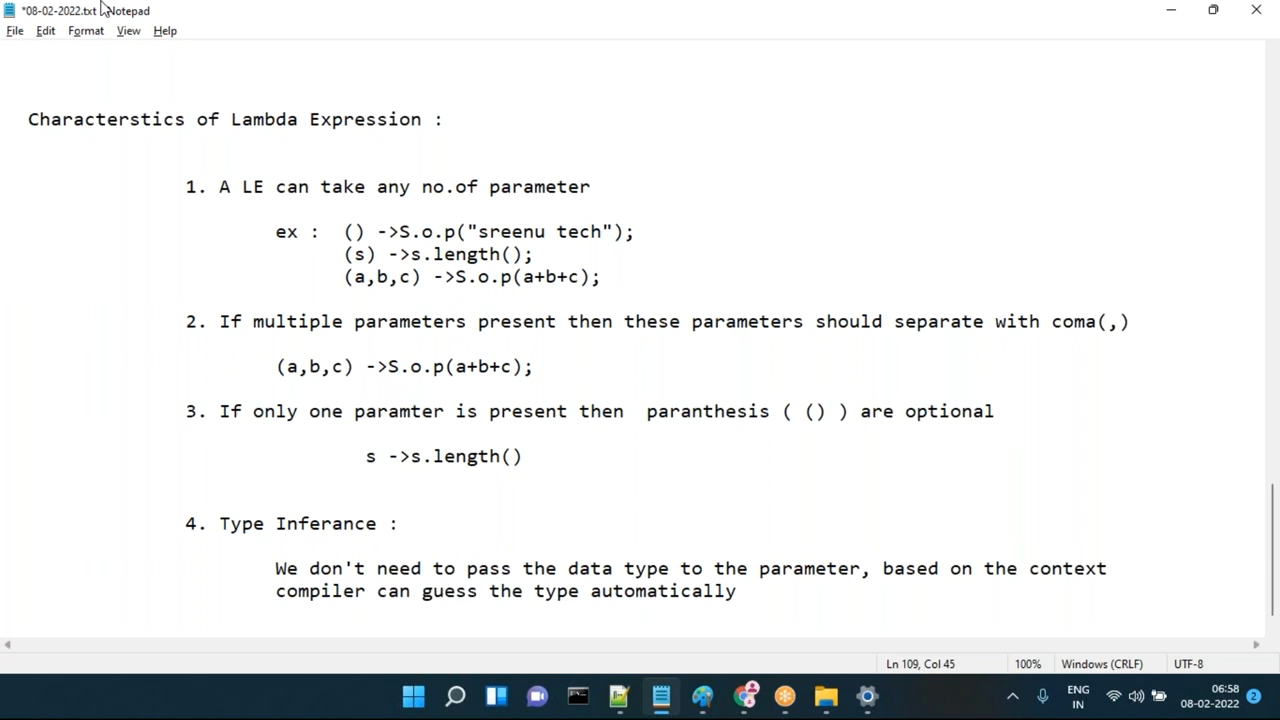 *08-02-2022.txt - Notepad
File Edit Format View Help
Characterstics of Lambda Expression :
1. A LE can take any no.of parameter
ex : () ->S.o.p("sreenu tech");
(s) ->s.length();
(a,b,c) ->S.o.p(a+b+c);
2. If multiple parameters present then these parameters should separate with coma(,)
(a,b,c) ->S.o.p(a+b+c);
3. If only one paramter is present then paranthesis ( () ) are optional
s ->s.length()
4. Type Inferance :
We don't need to pass the data type to the parameter, based on the context
compiler can guess the type automatically
Ln 109, Col 45 100% Windows (CRLF) UTF-8
ENG 06:58
IN 08-02-2022 2